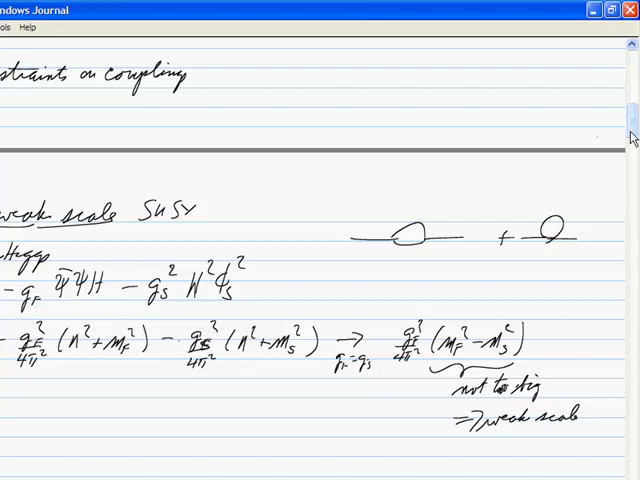 ndows Journal
ols Help
straints on coupling
weak scale SUSY
Higgs
+
- g_F Ψ̄ΨH - g_S² H² ϕ_S²
- g_F²/4π² (Λ²+m_F²) - g_S²/4π² (Λ²+m_S²) → g_F=g_S g_F²/4π² (m_F²-m_S²)
not too big
=> weak scale